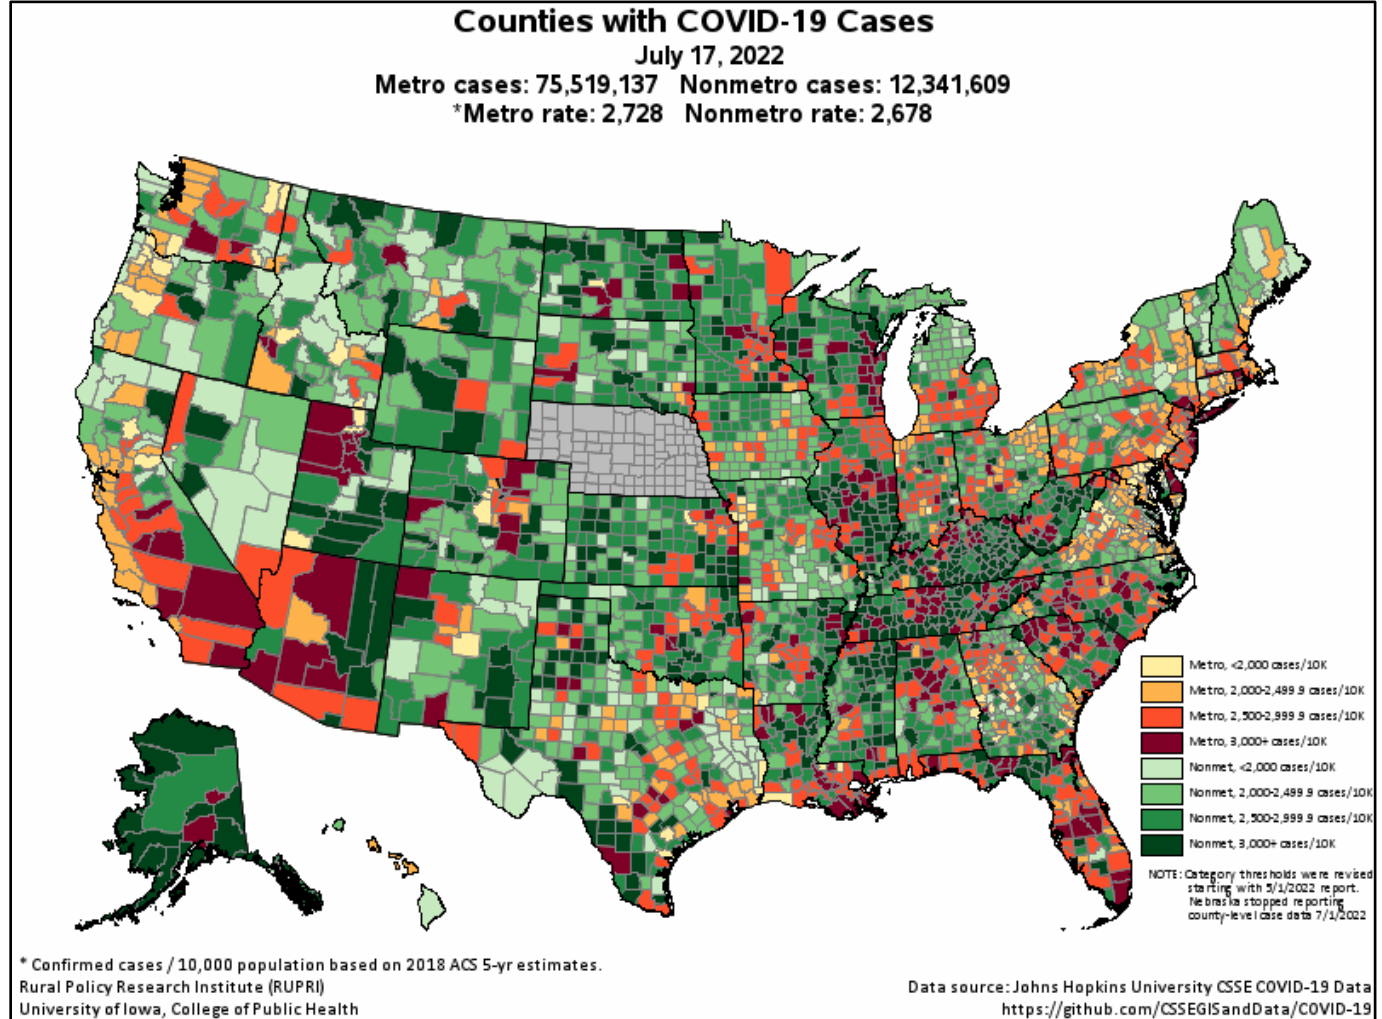 Counties with COVID-19 Cases
July 17, 2022
Metro cases: 75,519,137 Nonmetro cases: 12,341,609
*Metro rate: 2,728 Nonmetro rate: 2,678
Metro, <2,000 cases/10K
Metro, 2,000-2,499.9 cases/10K
Metro, 2,500-2,999.9 cases/10K
Metro, 3,000+ cases/10K
Nonmet, <2,000 cases/10K
Nonmet, 2,000-2,499.9 cases/10K
Nonmet, 2,500-2,999.9 cases/10K
Nonmet, 3,000+ cases/10K
NOTE: Category thresholds were revised
starting with 5/1/2022 report.
Nebraska stopped reporting
county-level case data 7/1/2022
* Confirmed cases / 10,000 population based on 2018 ACS 5-yr estimates.
Rural Policy Research Institute (RUPRI)
University of Iowa, College of Public Health
Data source: Johns Hopkins University CSSE COVID-19 Data
https://github.com/CSSEGISandData/COVID-19